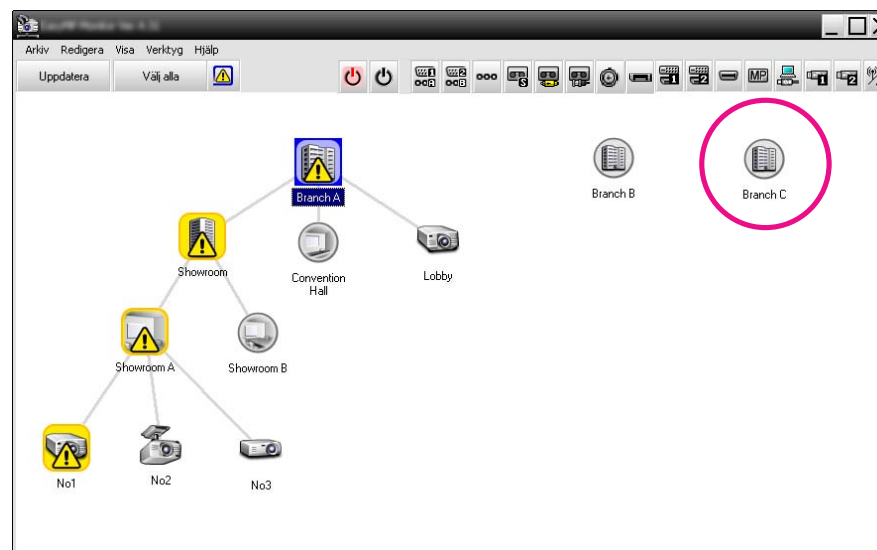 Arkiv Redigera Visa Verktyg Hjälp
Uppdatera Välj alla
MP
Branch A
Branch B
Branch C
Showroom
Convention
Hall
Lobby
Showroom A
Showroom B
No1
No2
No3